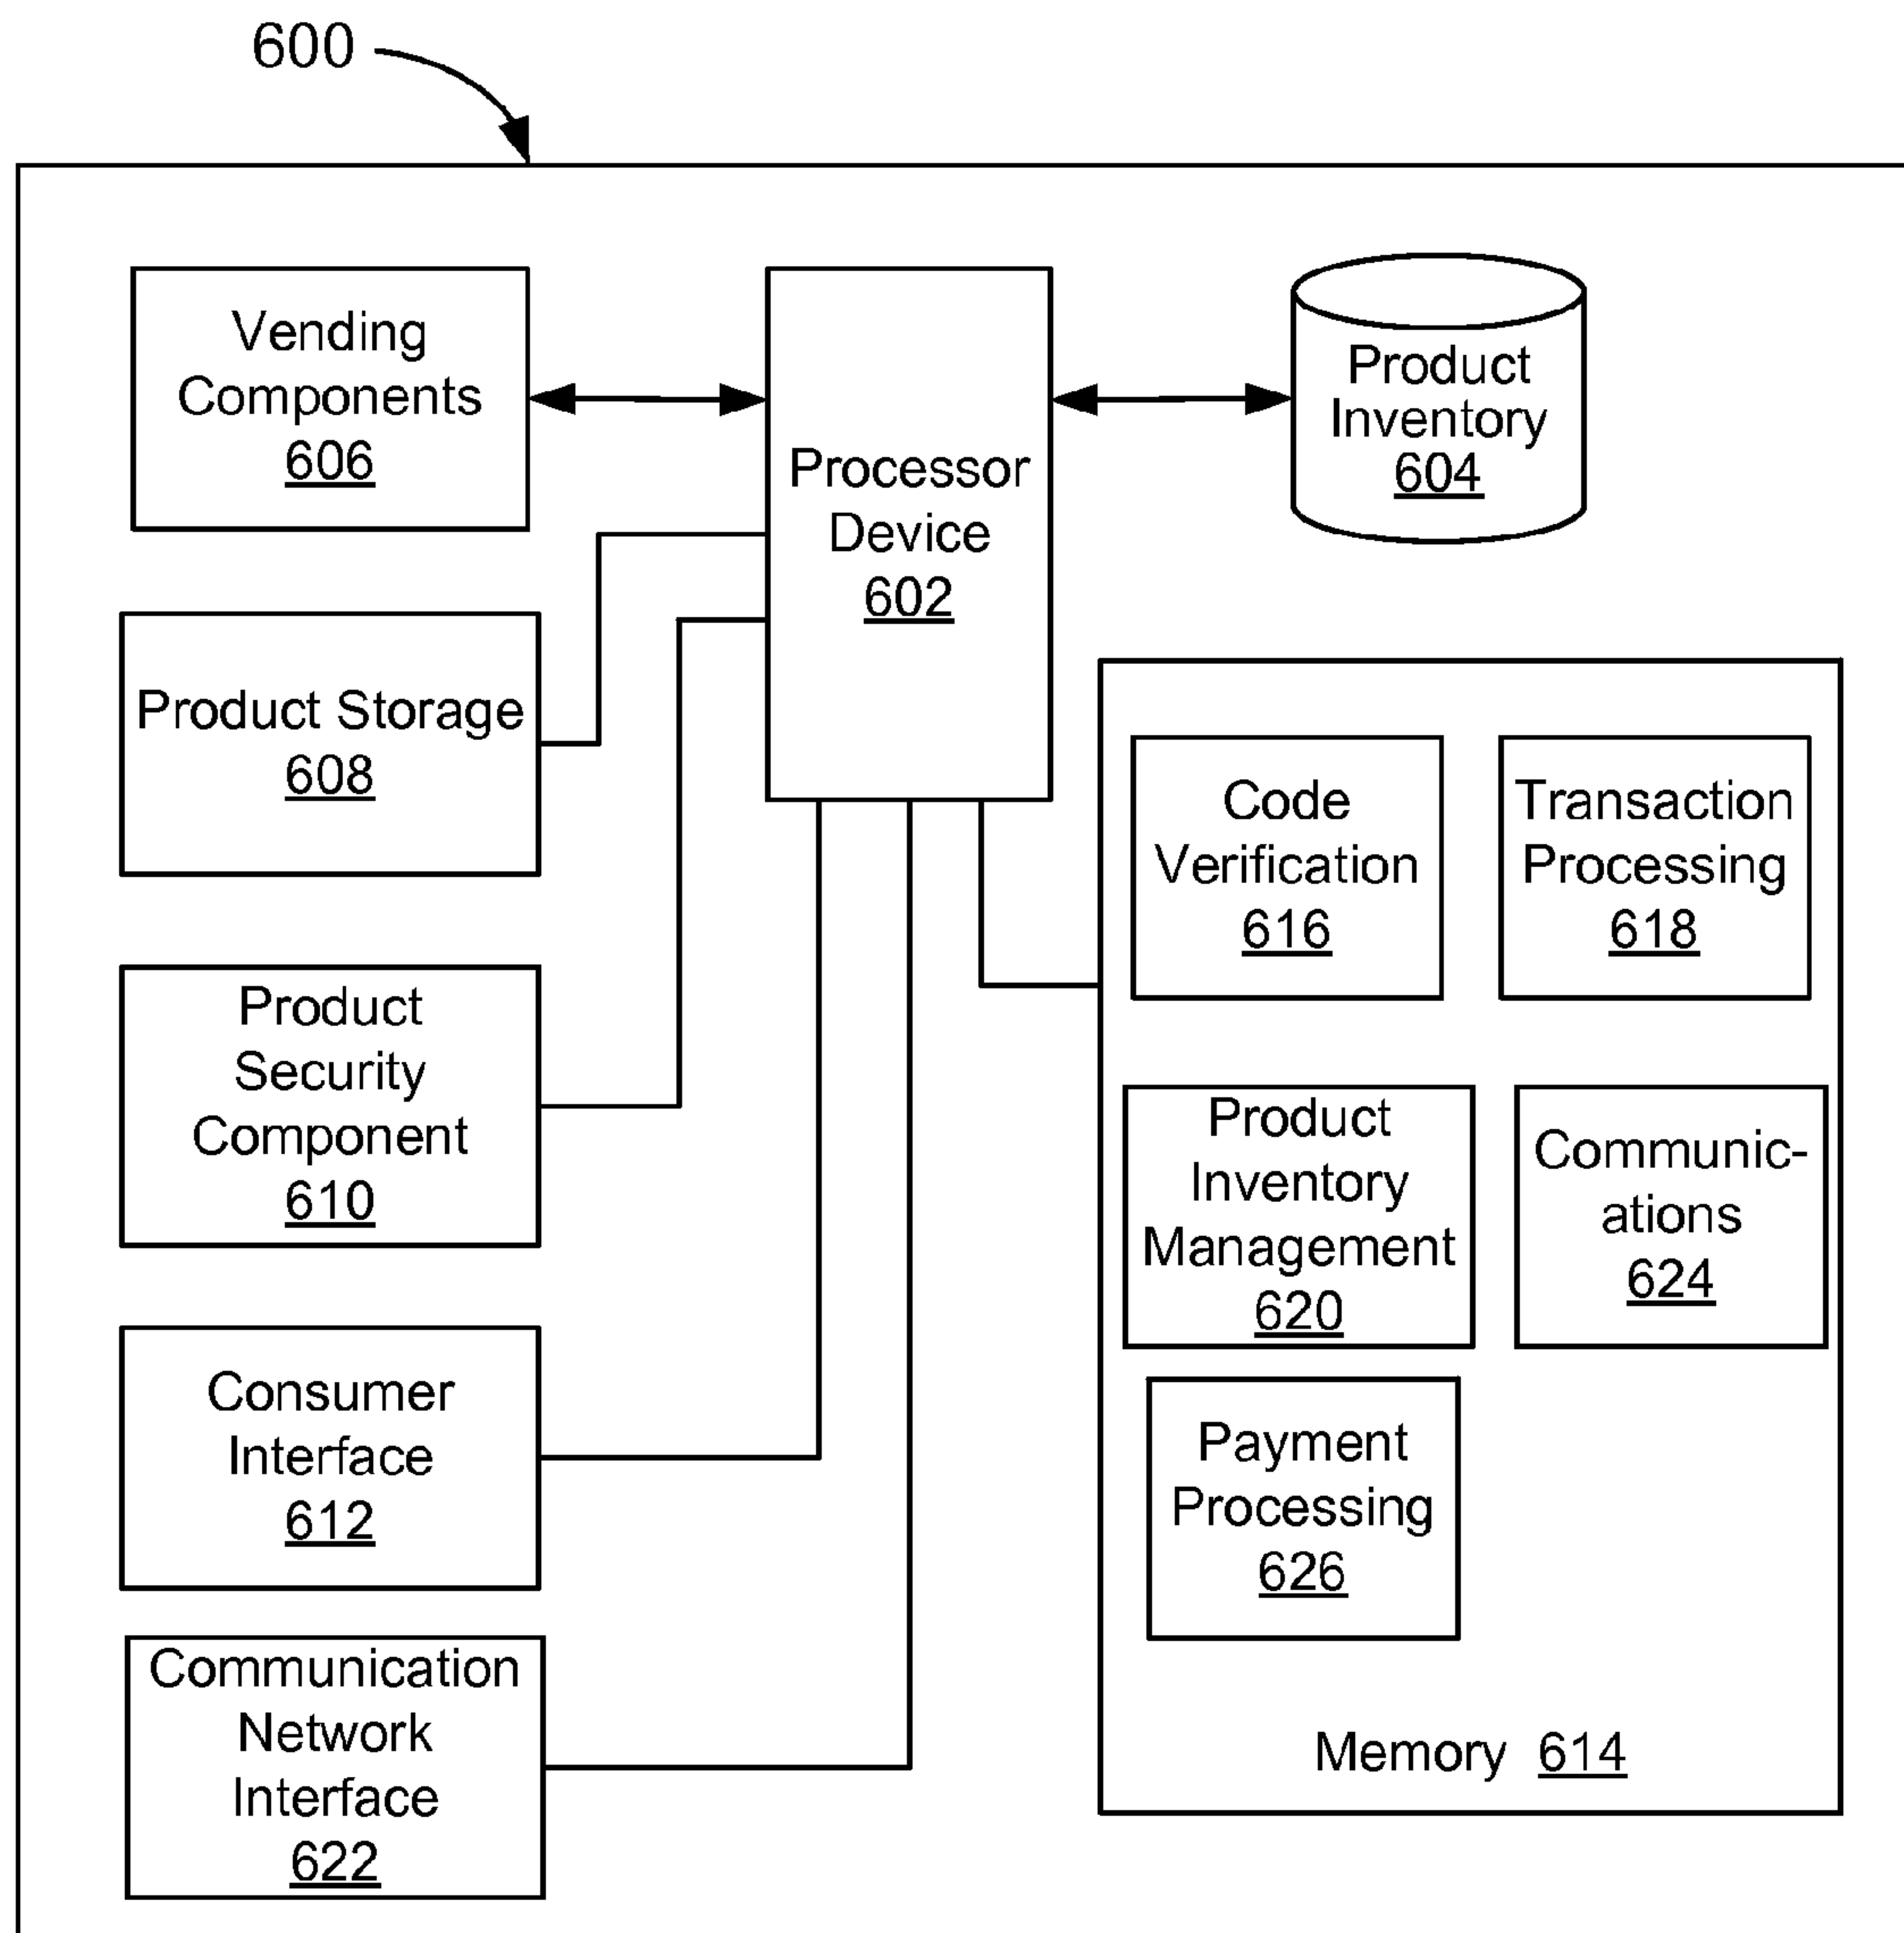 600
Vending
Components
606
Processor
Device
602
Product
Inventory
604
Product Storage
608
Product
Security
Component
610
Consumer
Interface
612
Communication
Network
Interface
622
Code
Verification
616
Transaction
Processing
618
Product
Inventory
Management
620
Communic-
ations
624
Payment
Processing
626
Memory 614